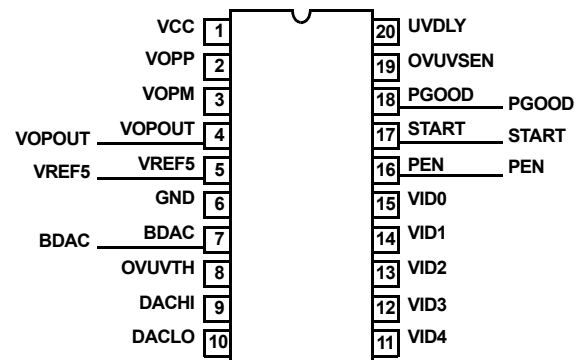 VCC 1 20 UVDLY
VOPP 2 19 OVUVSEN
VOPM 3 18 PGOOD PGOOD
VOPOUT VOPOUT 4 17 START START
VREF5 VREF5 5 16 PEN PEN
GND 6 15 VID0
BDAC BDAC 7 14 VID1
OVUVTH 8 13 VID2
DACHI 9 12 VID3
DACLO 10 11 VID4